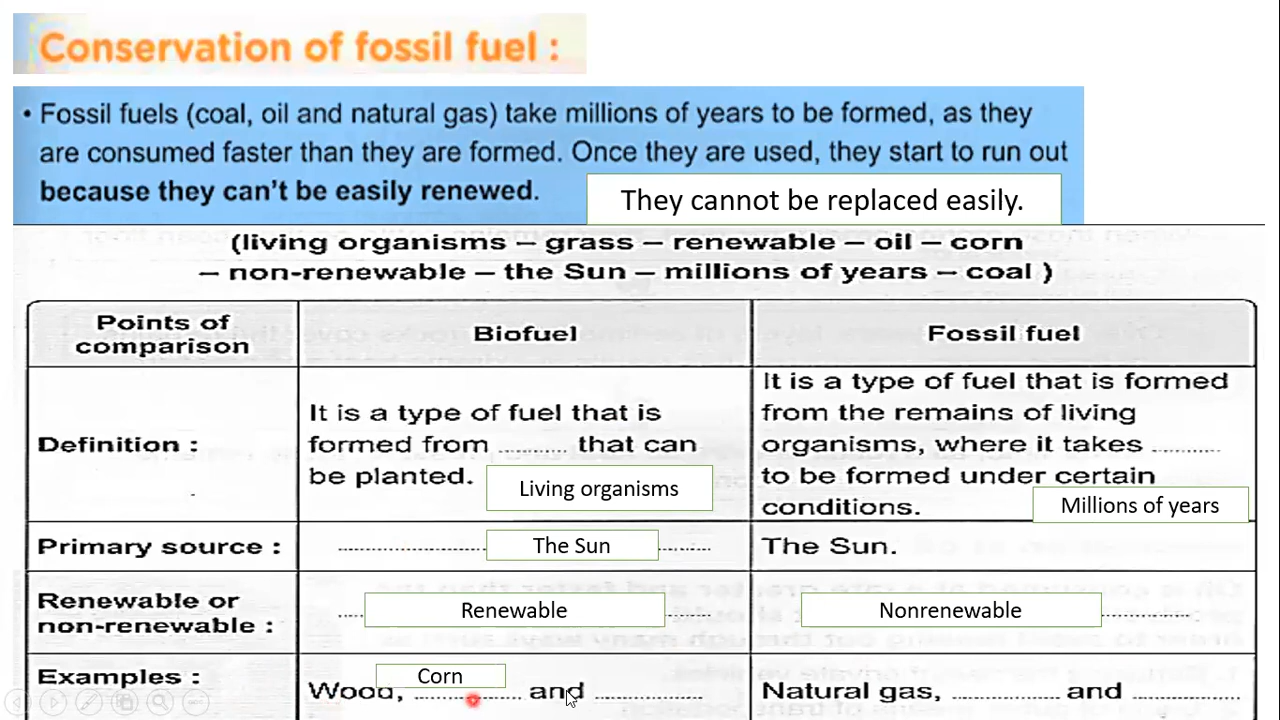 Conservation of fossil fuel :
• Fossil fuels (coal, oil and natural gas) take millions of years to be formed, as they
are consumed faster than they are formed. Once they are used, they start to run out
because they can't be easily renewed.
They cannot be replaced easily.
(living organisms – grass – renewable – oil – corn
– non-renewable – the Sun – millions of years – coal )
Points of
comparison
Biofuel
Fossil fuel
Definition :
It is a type of fuel that is
formed from ........ that can
be planted.
Living organisms
It is a type of fuel that is formed
from the remains of living
organisms, where it takes ........
to be formed under certain
conditions.
Millions of years
Primary source :
The Sun
The Sun.
Renewable or
non-renewable :
Renewable
Nonrenewable
Examples :
Corn
Wood, ............ and ............
Natural gas, ............ and ............